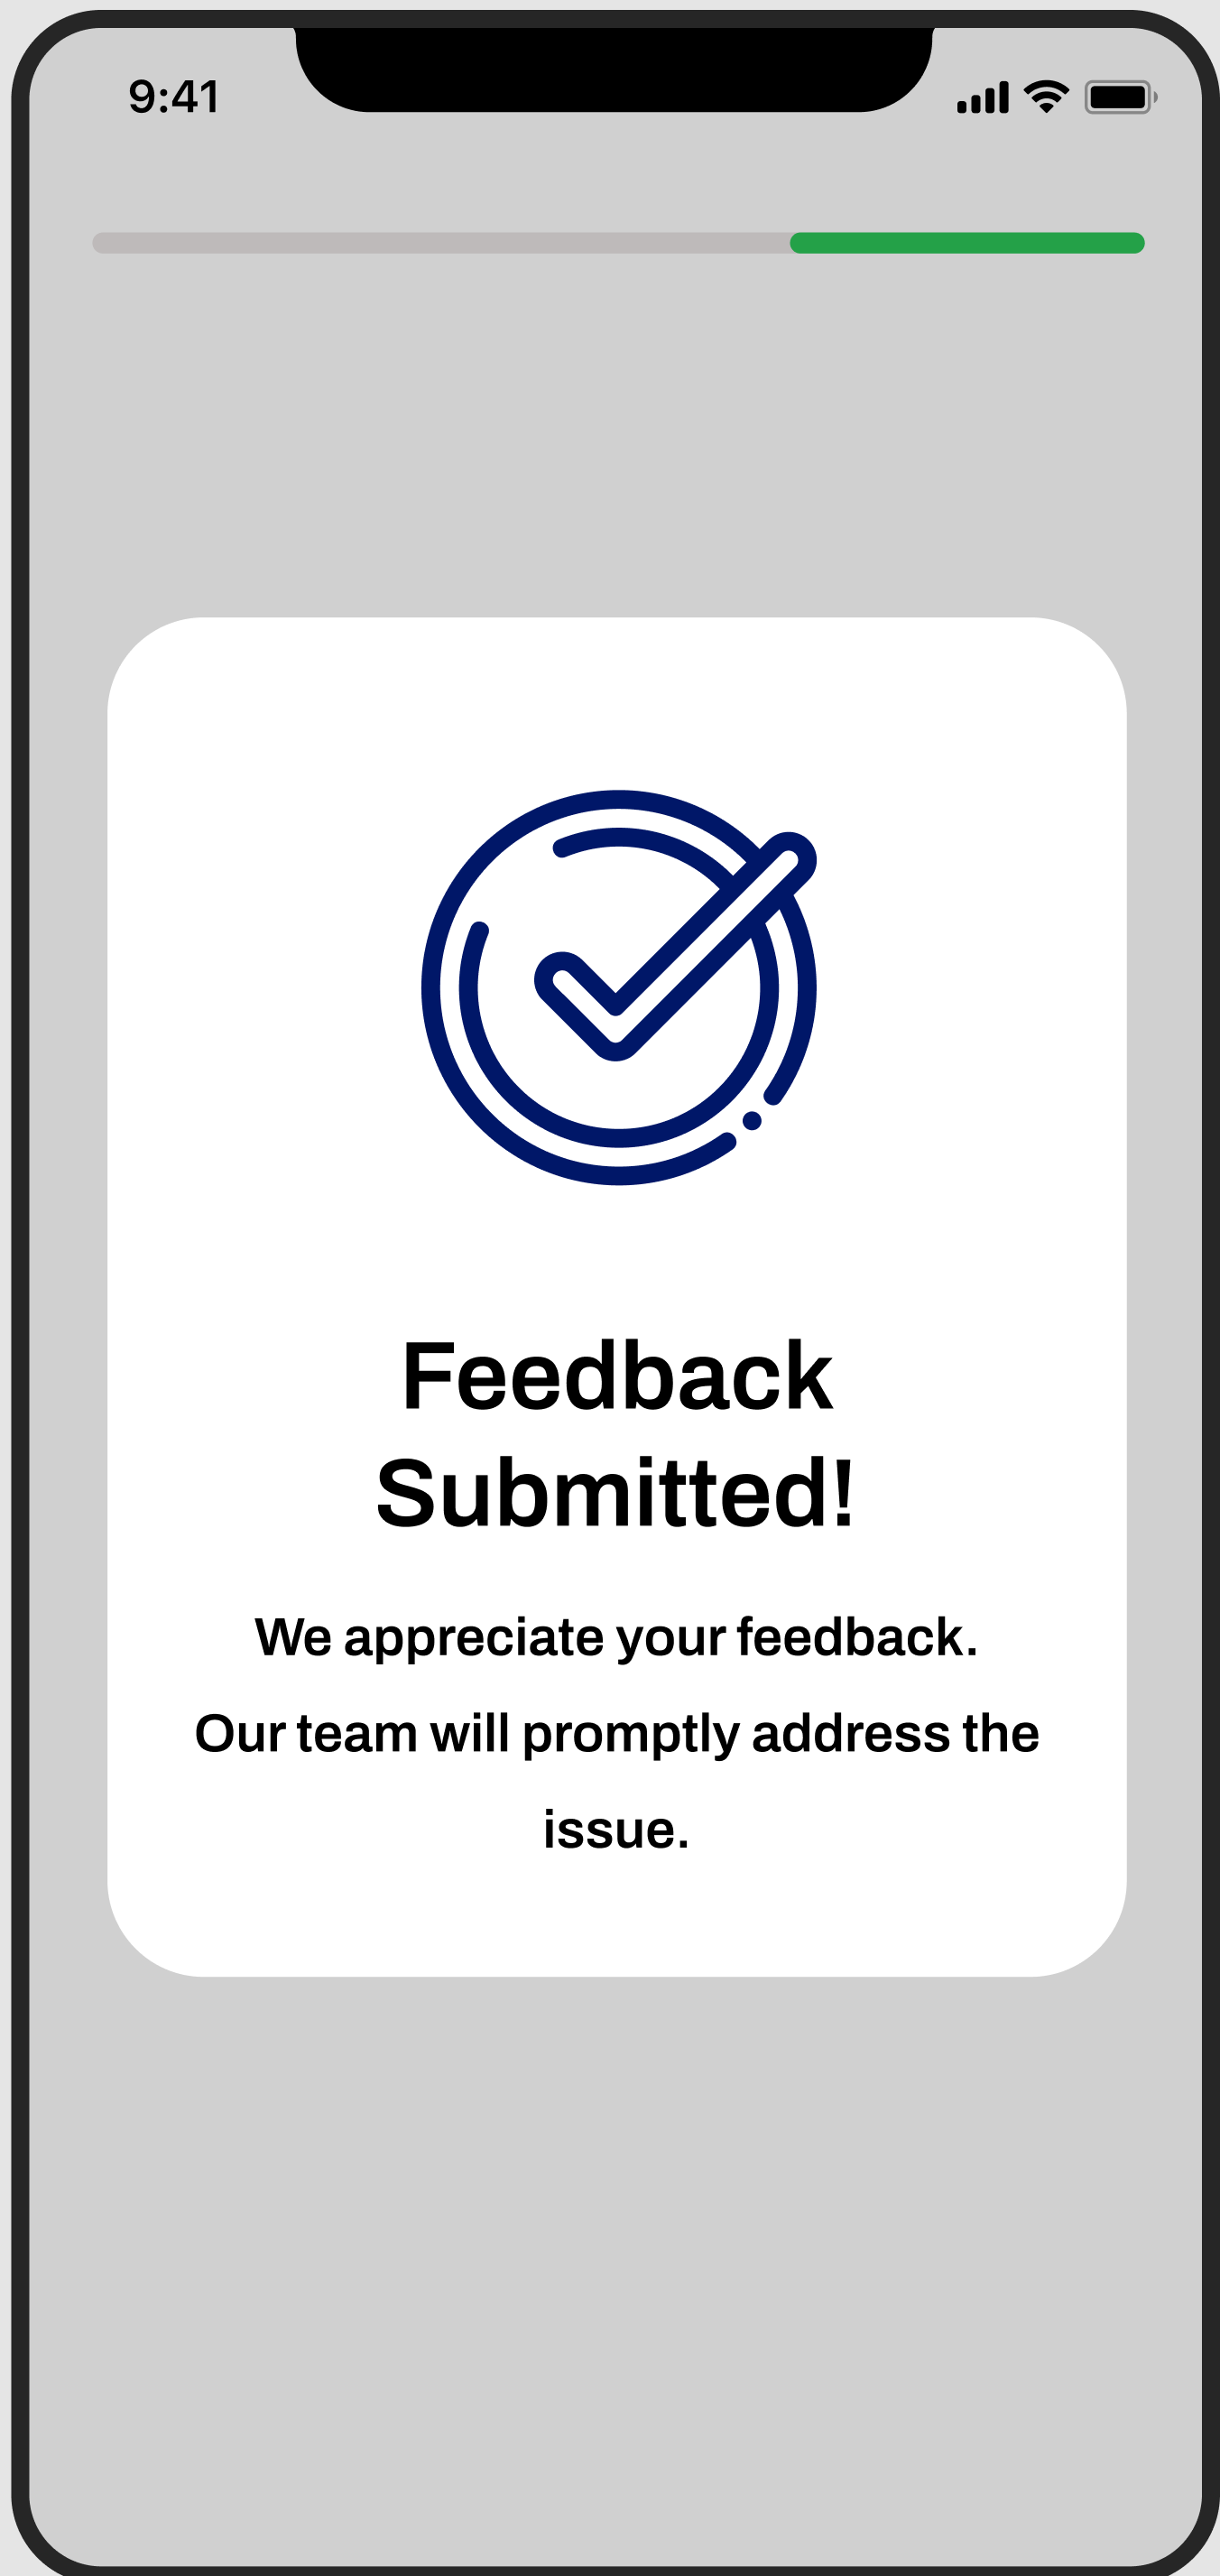 9:41
Feedback
Submitted!
We appreciate your feedback.
Our team will promptly address the
issue.